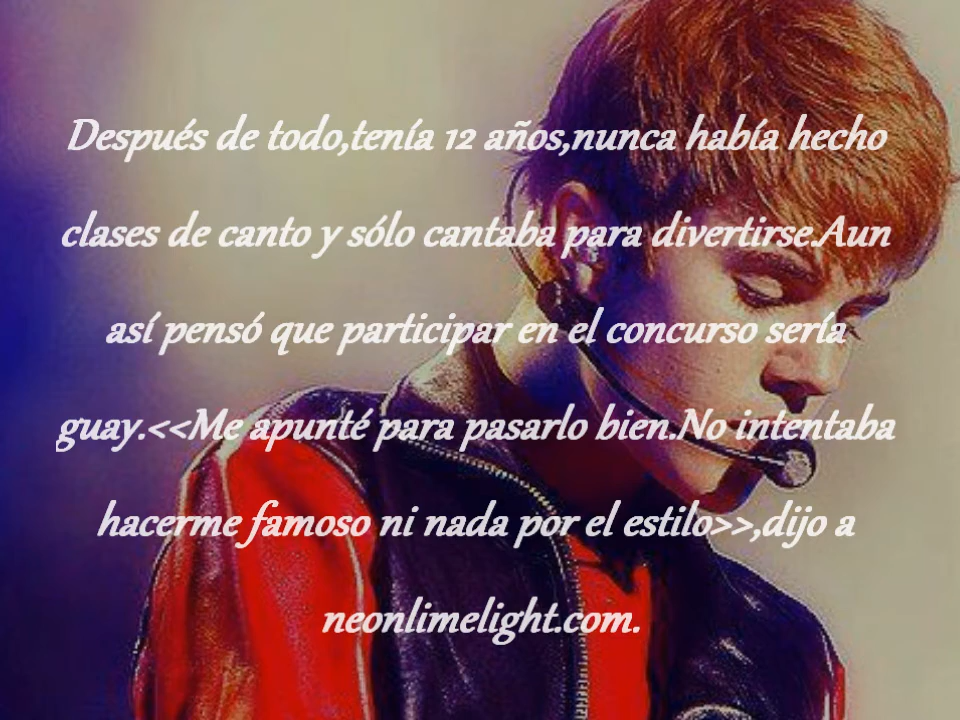 Después de todo,tenía 12 años,nunca había hecho
clases de canto y sólo cantaba para divertirse.Aun
así pensó que participar en el concurso sería
guay.<<Me apunté para pasarlo bien.No intentaba
hacerme famoso ni nada por el estilo>>,dijo a
neonlimelight.com.